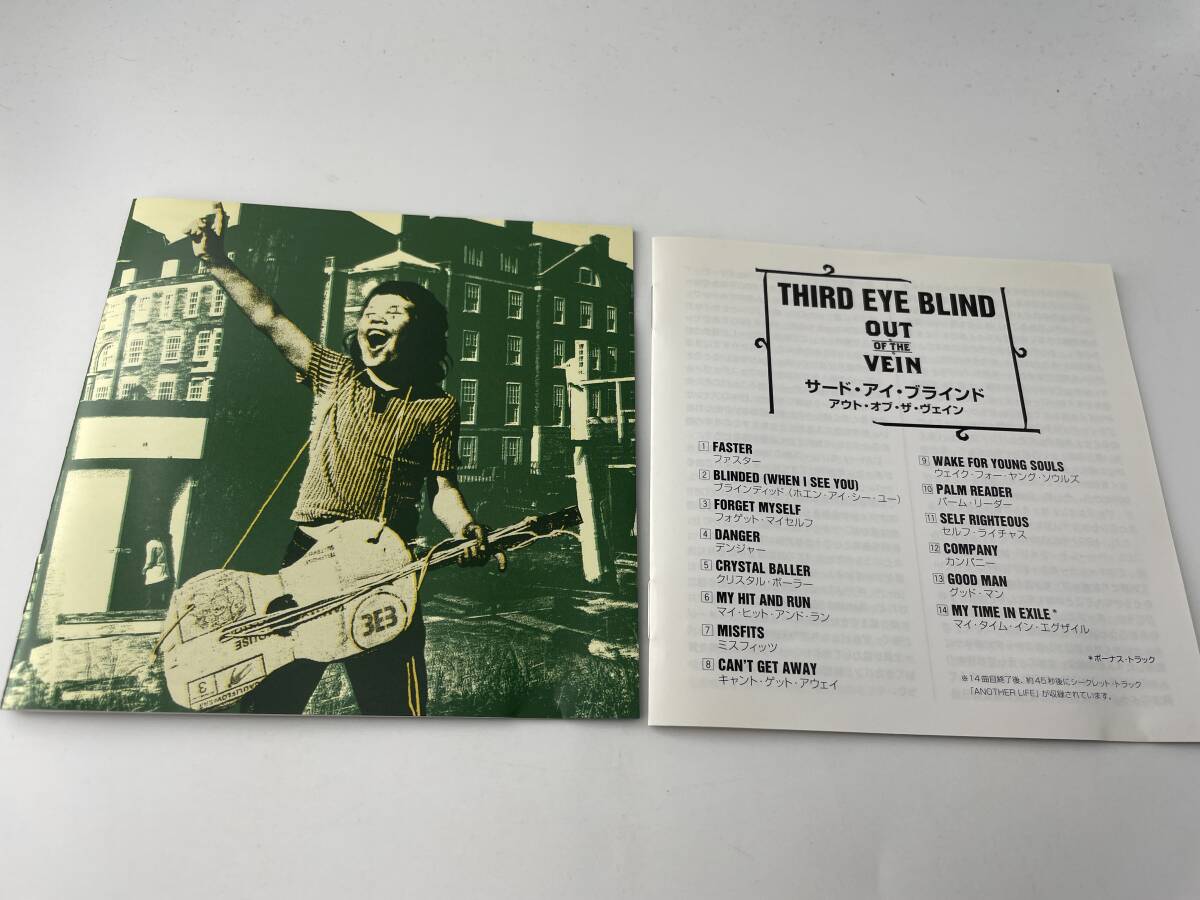 3EB
3
THIRD EYE BLIND
OUT
OF THE
VEIN
サード・アイ・ブラインド
アウト・オブ・ザ・ヴェイン
1 FASTER
ファスター
2 BLINDED (WHEN I SEE YOU)
ブラインディッド（ホエン・アイ・シー・ユー）
3 FORGET MYSELF
フォゲット・マイセルフ
4 DANGER
デンジャー
5 CRYSTAL BALLER
クリスタル・ボーラー
6 MY HIT AND RUN
マイ・ヒット・アンド・ラン
7 MISFITS
ミスフィッツ
8 CAN'T GET AWAY
キャント・ゲット・アウェイ
9 WAKE FOR YOUNG SOULS
ウェイク・フォー・ヤング・ソウルズ
10 PALM READER
パーム・リーダー
11 SELF RIGHTEOUS
セルフ・ライチャス
12 COMPANY
カンパニー
13 GOOD MAN
グッド・マン
14 MY TIME IN EXILE*
マイ・タイム・イン・エグザイル
*ボーナス・トラック
※14曲目終了後、約45秒後にシークレット・トラック
「ANOTHER LIFE」が収録されています。